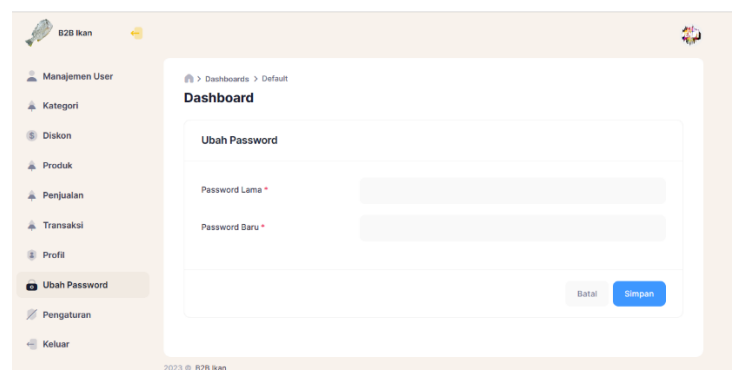 B2B Ikan
Manajemen User
Kategori
Diskon
Produk
Penjualan
Transaksi
Profil
Ubah Password
Pengaturan
Keluar
> Dashboards > Default
Dashboard
Ubah Password
Password Lama *
Password Baru *
Batal
Simpan
2023 © B2B Ikan